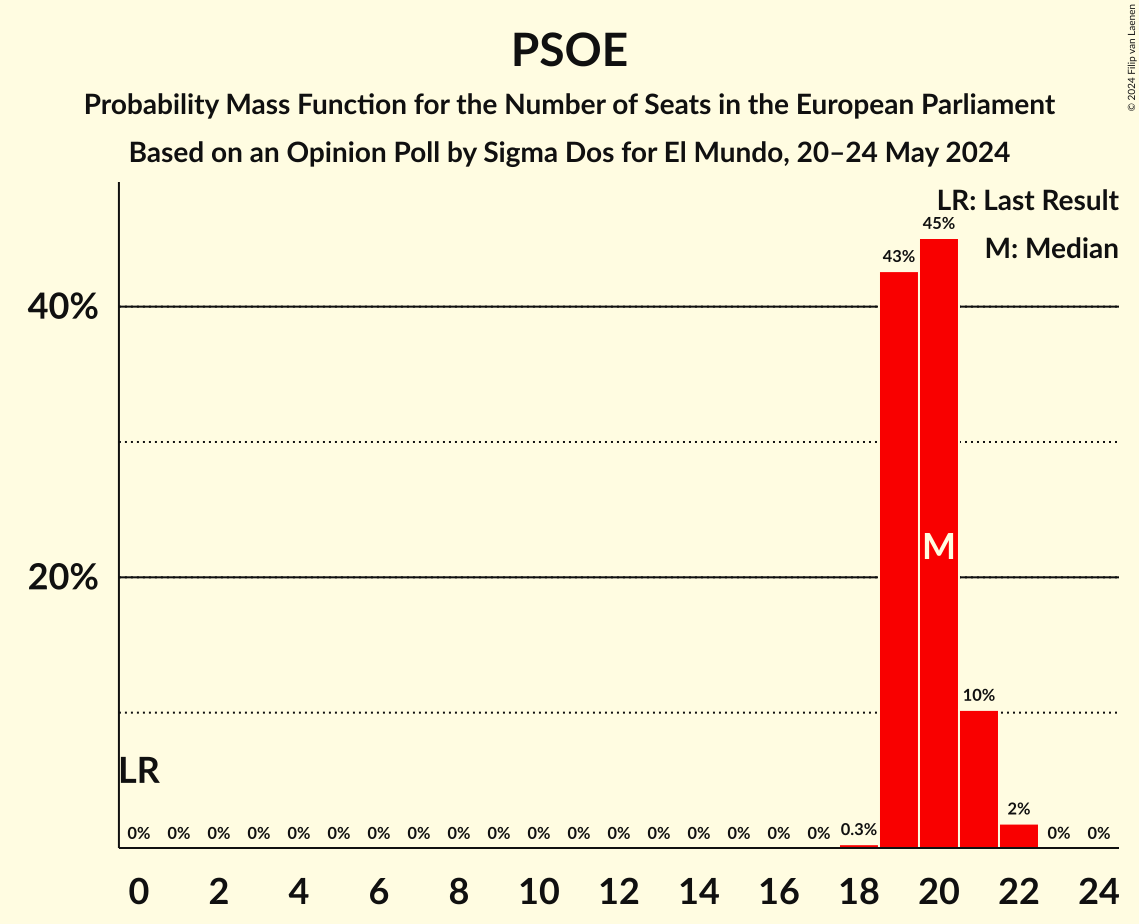 PSOE
Probability Mass Function for the Number of Seats in the European Parliament
Based on an Opinion Poll by Sigma Dos for El Mundo, 20–24 May 2024
© 2024 Filip van Laenen
LR: Last Result
M: Median
45%
43%
40%
M
20%
10%
LR
2%
0% 0% 0% 0% 0% 0% 0% 0% 0% 0% 0% 0% 0% 0% 0% 0% 0% 0% 0.3% 0% 0%
0 2 4 6 8 10 12 14 16 18 20 22 24